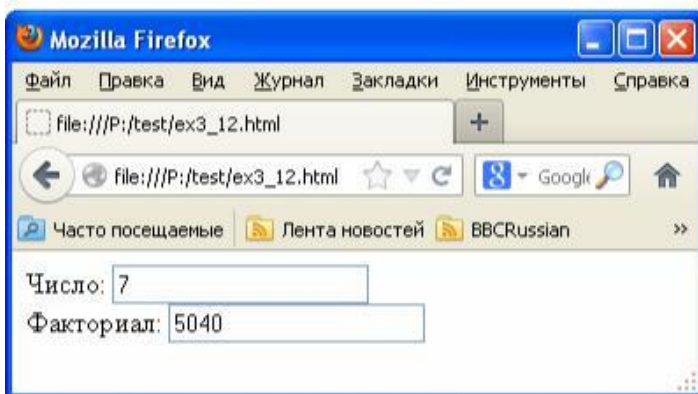 Mozilla Firefox
Файл Правка Вид Журнал Закладки Инструменты Справка
file:///P:/test/ex3_12.html
file:///P:/test/ex3_12.html Google
Часто посещаемые Лента новостей BBCRussian
Число: 7
Факториал: 5040